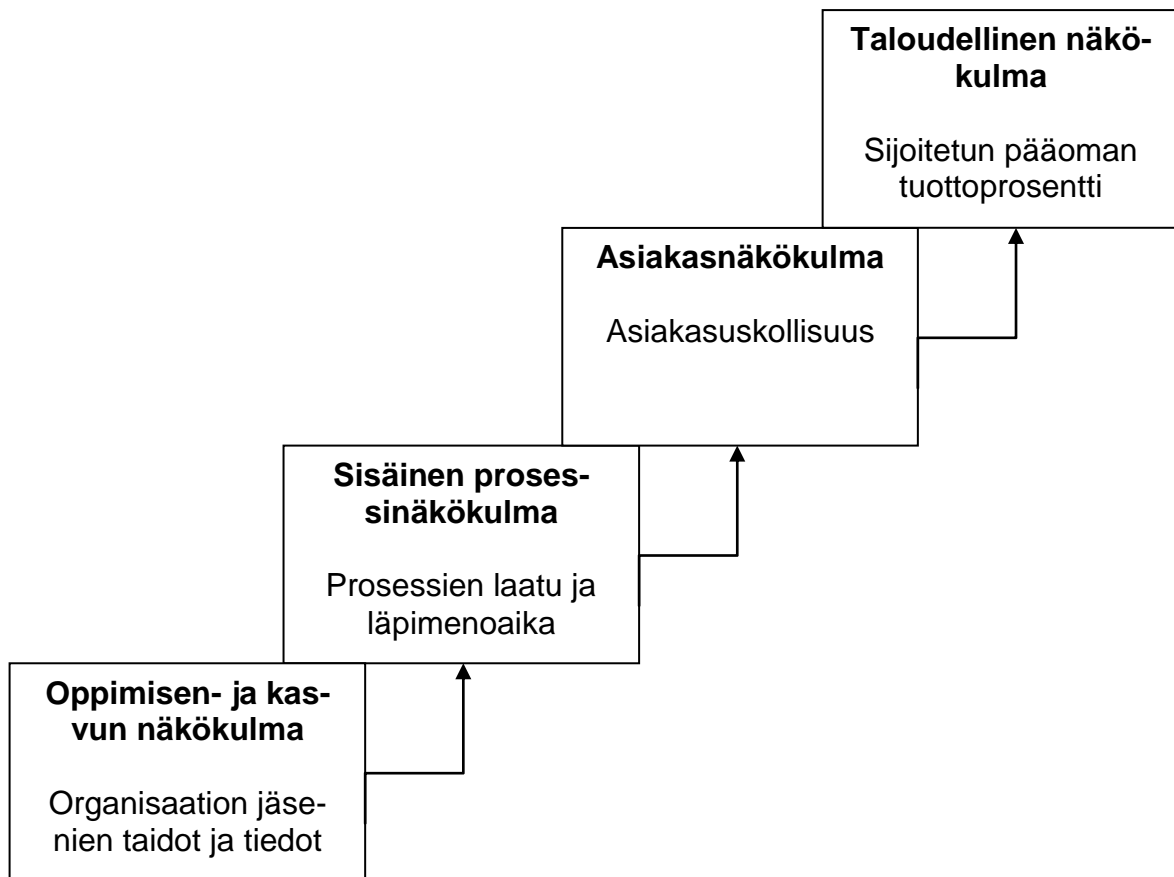 Taloudellinen näkö-
kulma
Sijoitetun pääoman
tuottoprosentti
Asiakasnäkökulma
Asiakasuskollisuus
Sisäinen proses-
sinäkökulma
Prosessien laatu ja
läpimenoaika
Oppimisen- ja kas-
vun näkökulma
Organisaation jäse-
nien taidot ja tiedot